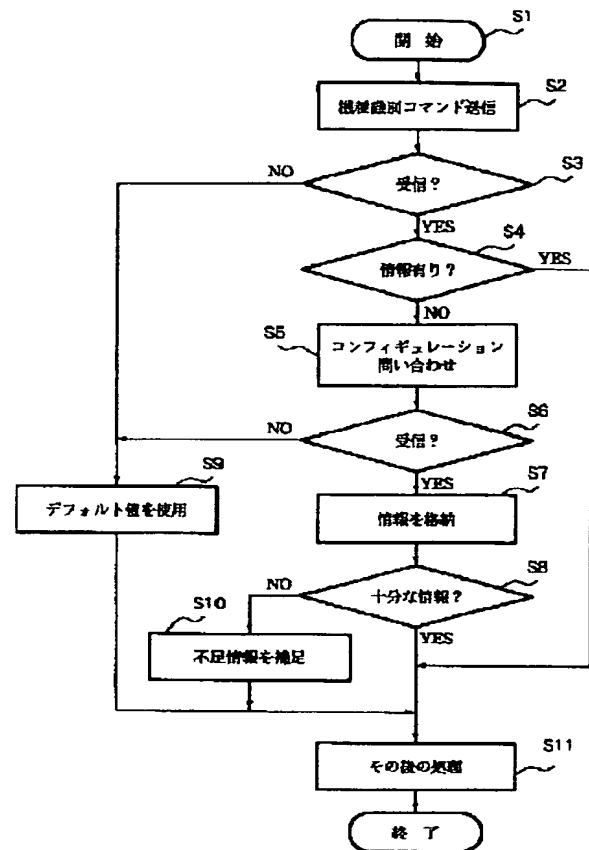 S1
開始
S2
機種識別コマンド送信
S3
受信?
NO
YES
S4
情報有り?
YES
NO
S5
コンフィギュレーション
問い合わせ
S6
受信?
NO
YES
S7
情報を格納
S9
デフォルト値を使用
S8
十分な情報?
NO
YES
S10
不足情報を補足
S11
その後の処理
終了